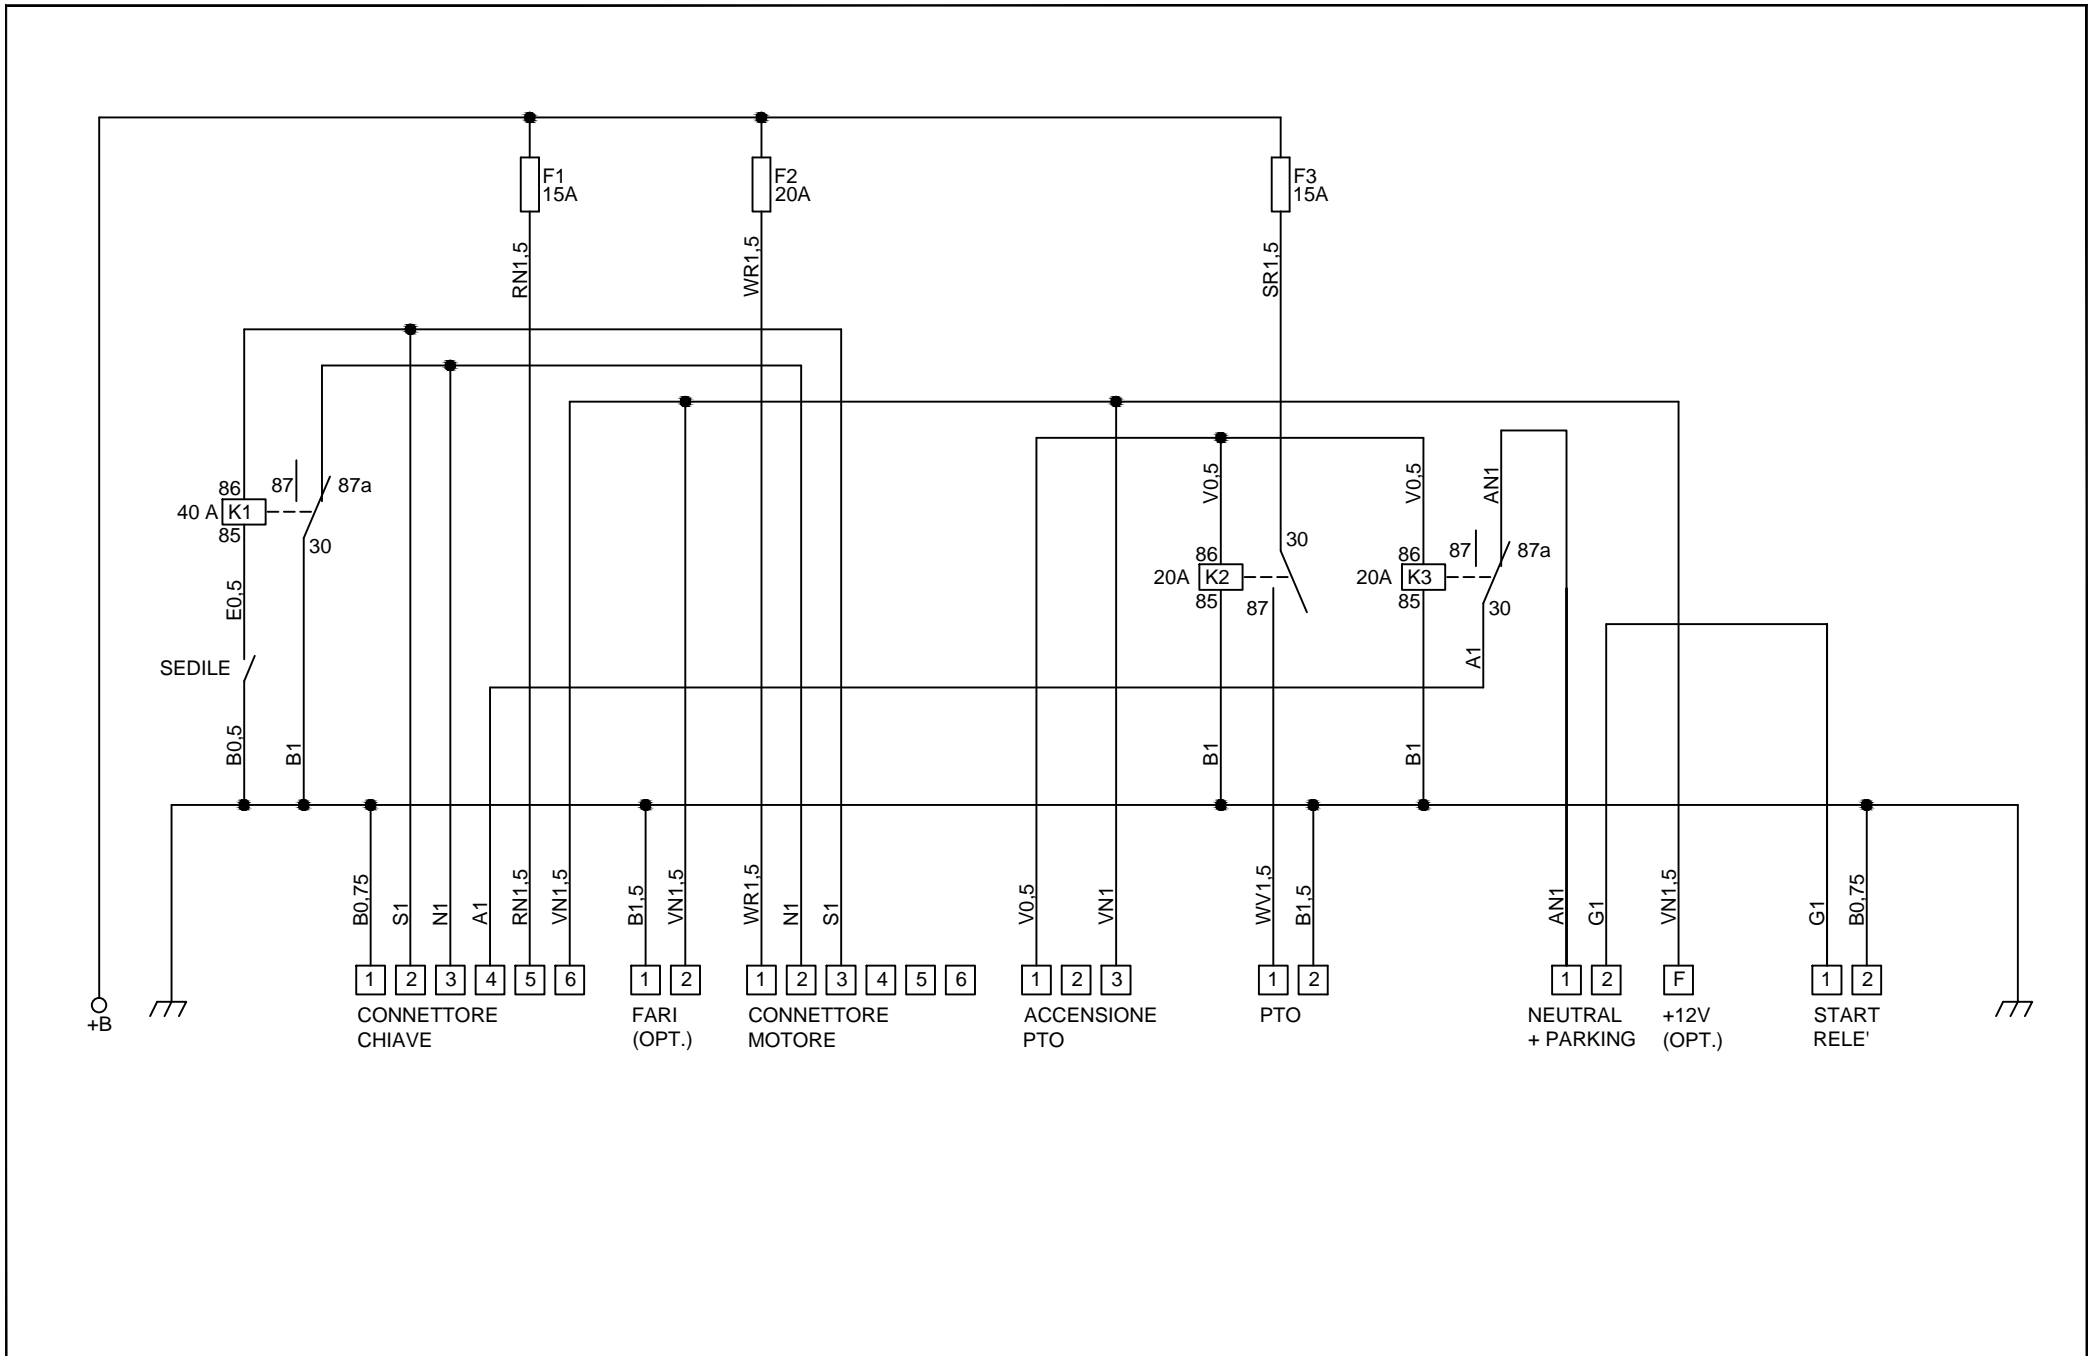 F1
15A
F2
20A
F3
15A
RN1,5
WR1,5
SR1,5
86
87
87a
40 A
K1
85
30
E0,5
SEDILE
B0,5
B1
V0,5
V0,5
AN1
30
86
20A
K2
85
87
86
87
87a
20A
K3
85
30
A1
B1
B1
B0,75
S1
N1
A1
RN1,5
VN1,5
B1,5
VN1,5
WR1,5
N1
S1
V0,5
VN1
WV1,5
B1,5
AN1
G1
VN1,5
G1
B0,75
+B
1 2 3 4 5 6
CONNETTORE
CHIAVE
1 2
FARI
(OPT.)
1 2 3 4 5 6
CONNETTORE
MOTORE
1 2 3
ACCENSIONE
PTO
1 2
PTO
1 2
NEUTRAL
+ PARKING
F
+12V
(OPT.)
1 2
START
RELE'